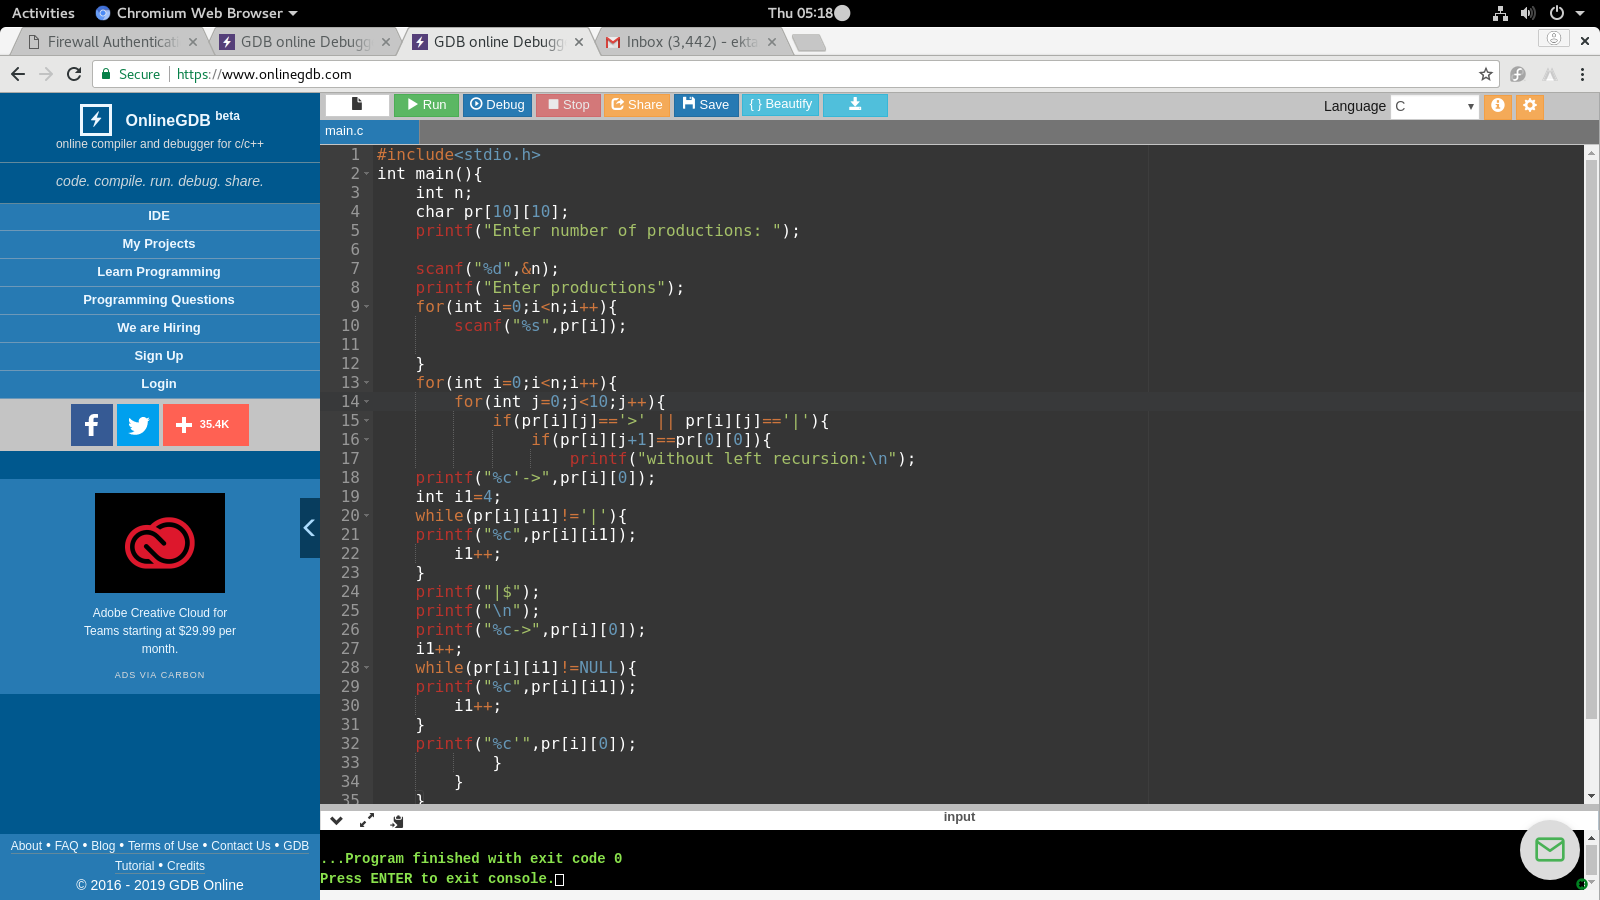 Activities
Chromium Web Browser
Thu 05:18
Firewall Authenticati
GDB online Debugg
GDB online Debugg
Inbox (3,442) - ekta
Secure
https://www.onlinegdb.com
OnlineGDB beta
online compiler and debugger for c/c++
code. compile. run. debug. share.
IDE
My Projects
Learn Programming
Programming Questions
We are Hiring
Sign Up
Login
35.4K
Adobe Creative Cloud for
Teams starting at $29.99 per
month.
ADS VIA CARBON
About • FAQ • Blog • Terms of Use • Contact Us • GDB
Tutorial • Credits
© 2016 - 2019 GDB Online
Run Debug Stop Share Save { } Beautify
Language C
main.c
1 #include<stdio.h>
2 int main(){
3     int n;
4     char pr[10][10];
5     printf("Enter number of productions: ");
6
7     scanf("%d",&n);
8     printf("Enter productions");
9     for(int i=0;i<n;i++){
10         scanf("%s",pr[i]);
11
12     }
13     for(int i=0;i<n;i++){
14         for(int j=0;j<10;j++){
15             if(pr[i][j]=='>' || pr[i][j]=='|'){
16                 if(pr[i][j+1]==pr[0][0]){
17                     printf("without left recursion:\n");
18     printf("%c'->",pr[i][0]);
19     int i1=4;
20     while(pr[i][i1]!='|'){
21     printf("%c",pr[i][i1]);
22         i1++;
23     }
24     printf("|$");
25     printf("\n");
26     printf("%c->",pr[i][0]);
27     i1++;
28     while(pr[i][i1]!=NULL){
29     printf("%c",pr[i][i1]);
30         i1++;
31     }
32     printf("%c'",pr[i][0]);
33             }
34         }
35     }
input
...Program finished with exit code 0
Press ENTER to exit console.